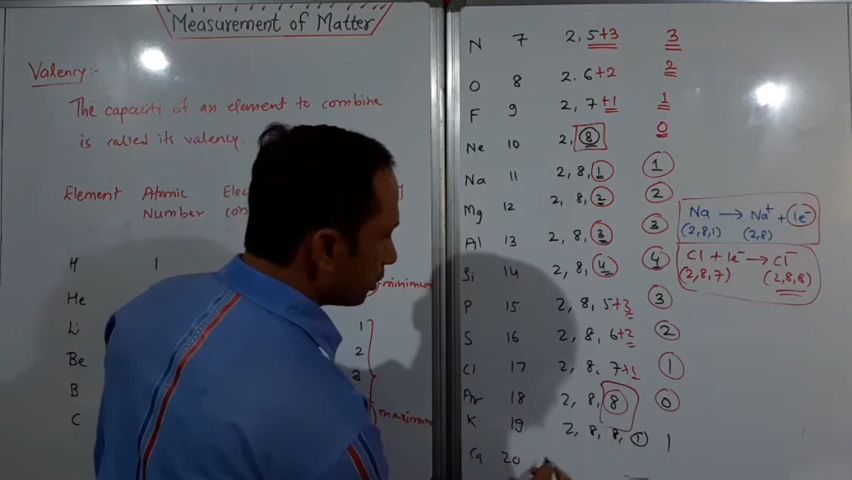 Measurement of Matter
Valency:-
The capacity of an element to combine
is called its valency.
Element Atomic
Number
H 1
He
Li 1
Be 2
B 3
C
minimum
maximum
N 7 2, 5+3 3
O 8 2. 6+2 2
F 9 2, 7+1 1
Ne 10 2, 8 0
Na 11 2, 8, 1 1
Mg 12 2, 8, 2 2
Al 13 2, 8, 3 3
Si 14 2, 8, 4 4
P 15 2, 8, 5+3 3
S 16 2, 8, 6+2 2
Cl 17 2, 8, 7+1 1
Ar 18 2, 8, 8 0
K 19 2, 8, 8, 1 1
Ca 20
Na → Na⁺ + 1e⁻
(2,8,1) (2,8)
Cl + 1e⁻ → Cl⁻
(2,8,7) (2,8,8)